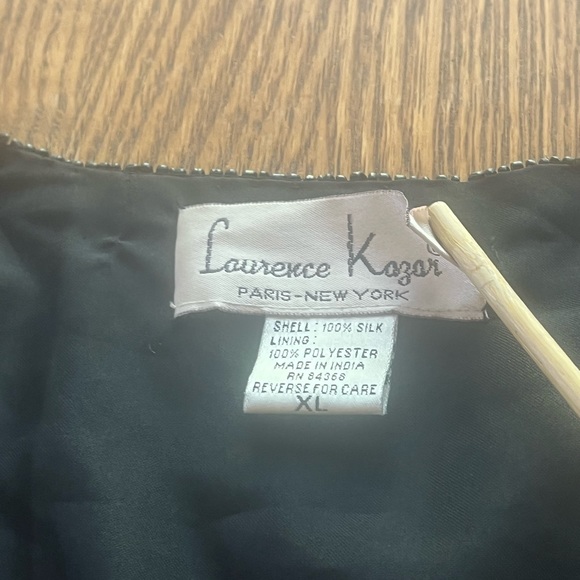 Laurence Kazar
PARIS-NEW YORK
SHELL: 100% SILK
LINING:
100% POLYESTER
MADE IN INDIA
RN 84368
REVERSE FOR CARE
XL